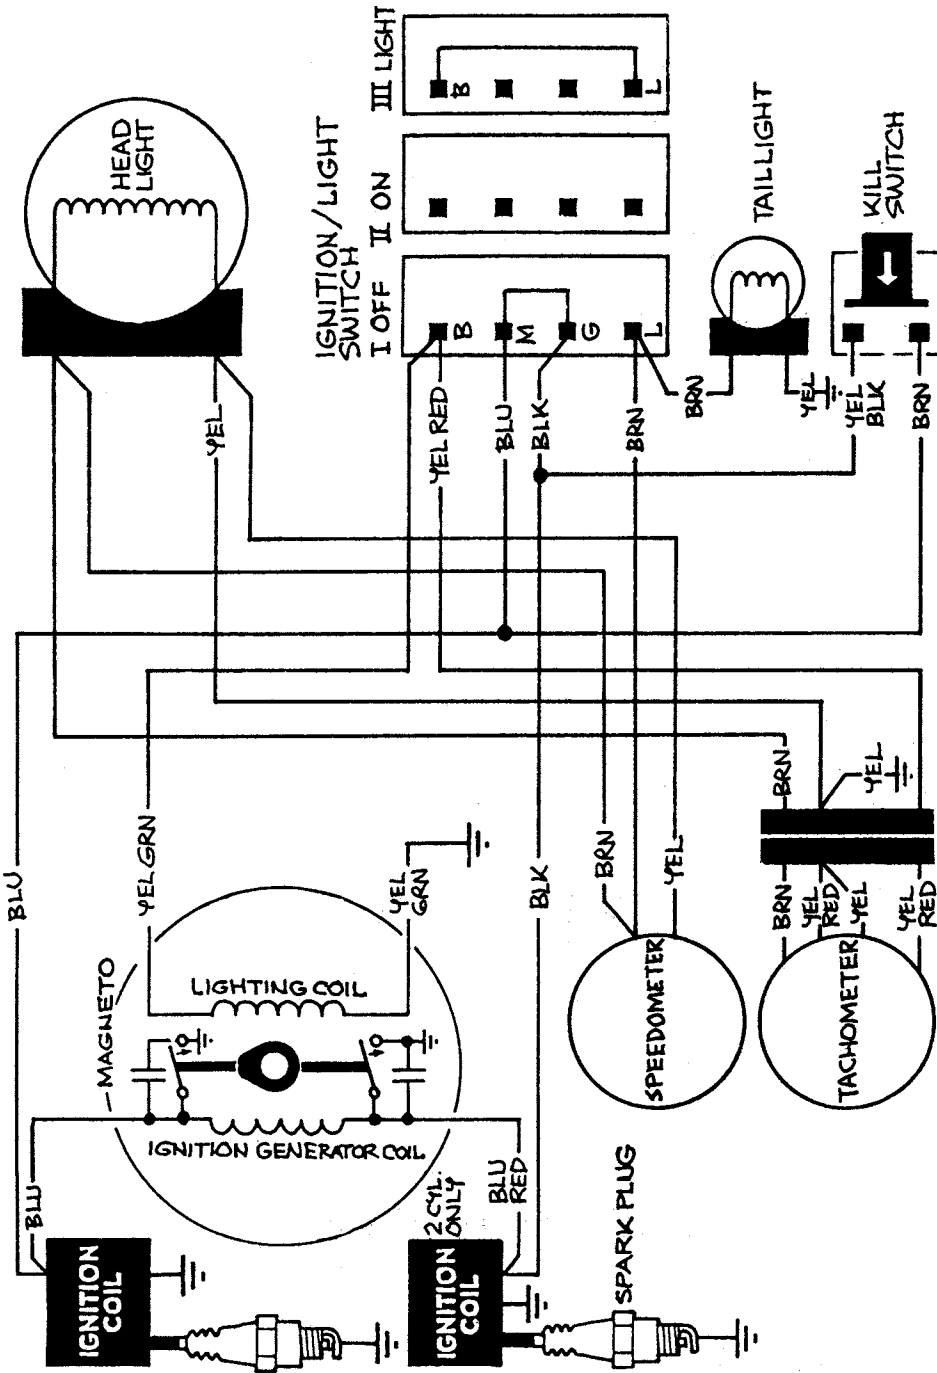 HEAD
LIGHT
IGNITION/LIGHT
SWITCH
I OFF
II ON
III LIGHT
B
M
G
L
B
L
TAILLIGHT
KILL
SWITCH
YEL
YEL RED
BLU
BLK
BRN
BRN
YEL
YEL
BLK
BRN
BLU
YEL GRN
YEL
GRN
BLK
BRN
YEL
BRN
YEL
BRN
YEL
RED
YEL
YEL
RED
MAGNETO
LIGHTING COIL
IGNITION GENERATOR COIL
SPEEDOMETER
TACHOMETER
BLU
BLU
RED
2 CYL.
ONLY
IGNITION
COIL
IGNITION
COIL
SPARK PLUG